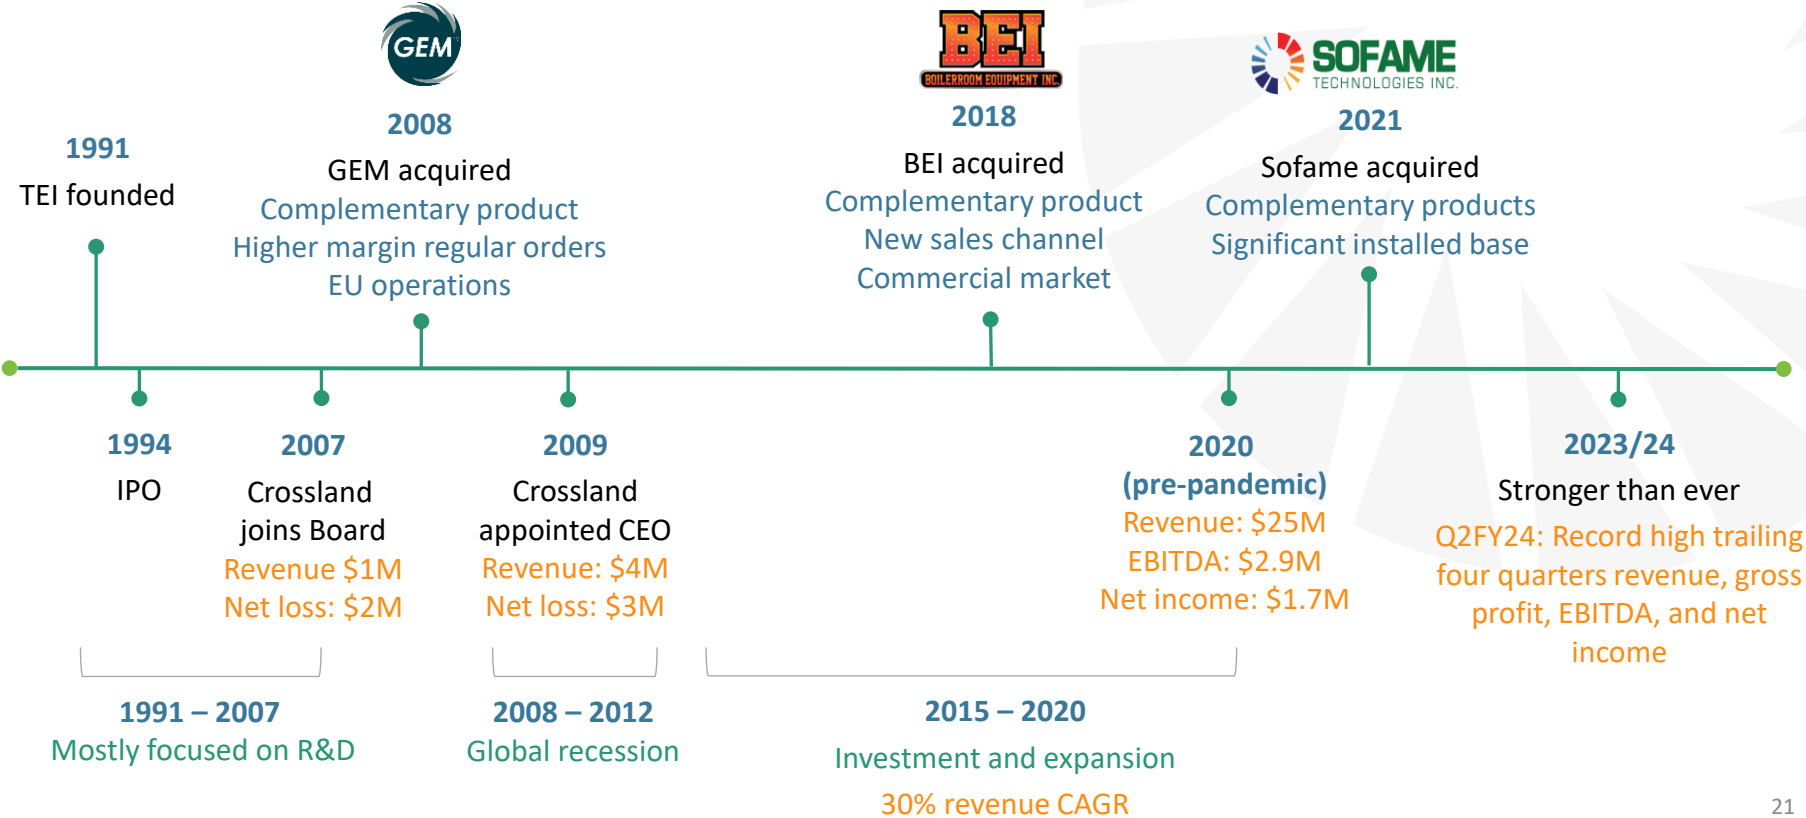 GEM
BEI
BOILERROOM EQUIPMENT INC.
SOFAME
TECHNOLOGIES INC.
1991
TEI founded
2008
GEM acquired
Complementary product
Higher margin regular orders
EU operations
2018
BEI acquired
Complementary product
New sales channel
Commercial market
2021
Sofame acquired
Complementary products
Significant installed base
1994
IPO
2007
Crossland
joins Board
Revenue $1M
Net loss: $2M
2009
Crossland
appointed CEO
Revenue: $4M
Net loss: $3M
2020
(pre-pandemic)
Revenue: $25M
EBITDA: $2.9M
Net income: $1.7M
2023/24
Stronger than ever
Q2FY24: Record high trailing
four quarters revenue, gross
profit, EBITDA, and net
income
1991 – 2007
Mostly focused on R&D
2008 – 2012
Global recession
2015 – 2020
Investment and expansion
30% revenue CAGR
21